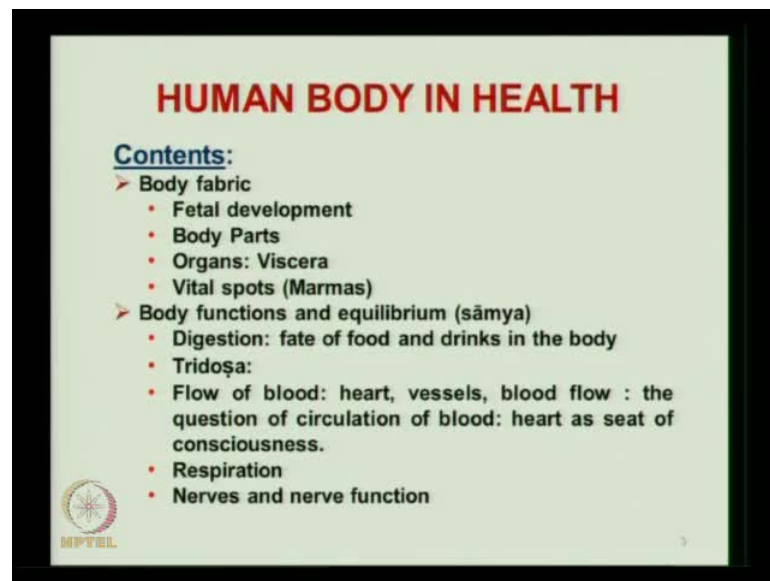 HUMAN BODY IN HEALTH
Contents:
➢ Body fabric
• Fetal development
• Body Parts
• Organs: Viscera
• Vital spots (Marmas)
➢ Body functions and equilibrium (sāmya)
• Digestion: fate of food and drinks in the body
• Tridoṣa:
• Flow of blood: heart, vessels, blood flow : the
question of circulation of blood: heart as seat of
consciousness.
• Respiration
• Nerves and nerve function
NPTEL
3